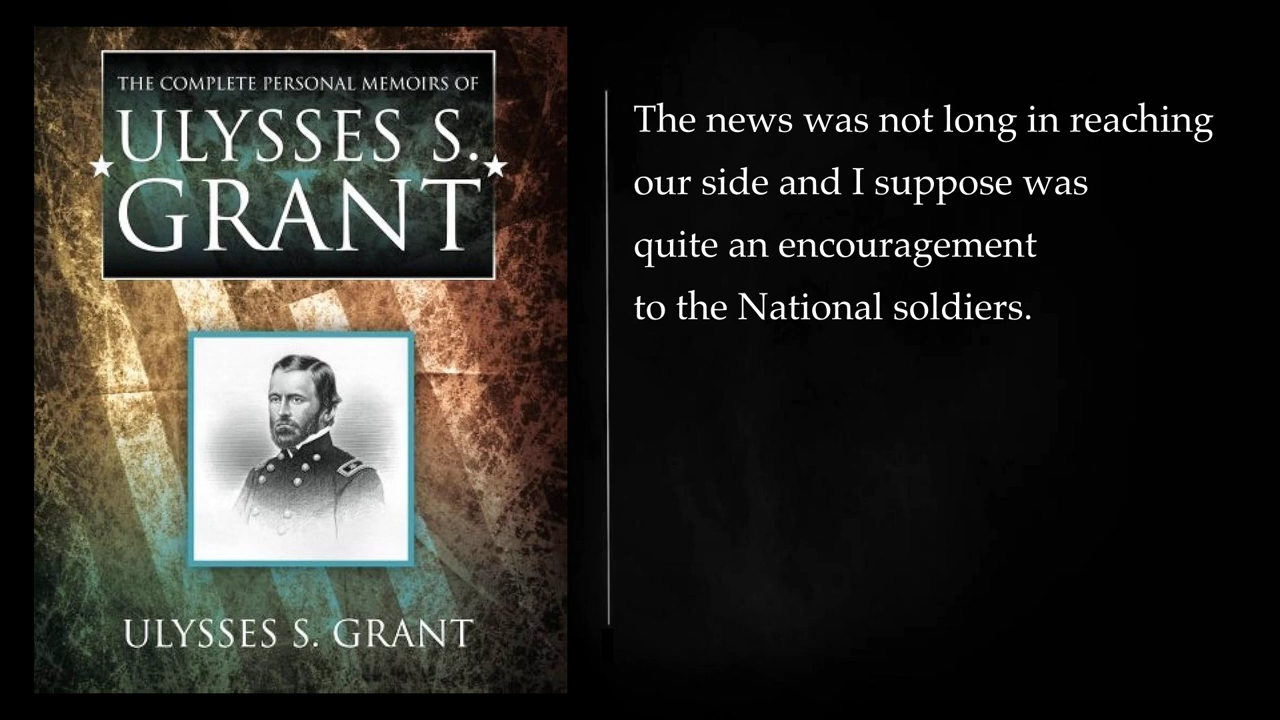 THE COMPLETE PERSONAL MEMOIRS OF
ULYSSES S.
GRANT
ULYSSES S. GRANT
The news was not long in reaching
our side and I suppose was
quite an encouragement
to the National soldiers.